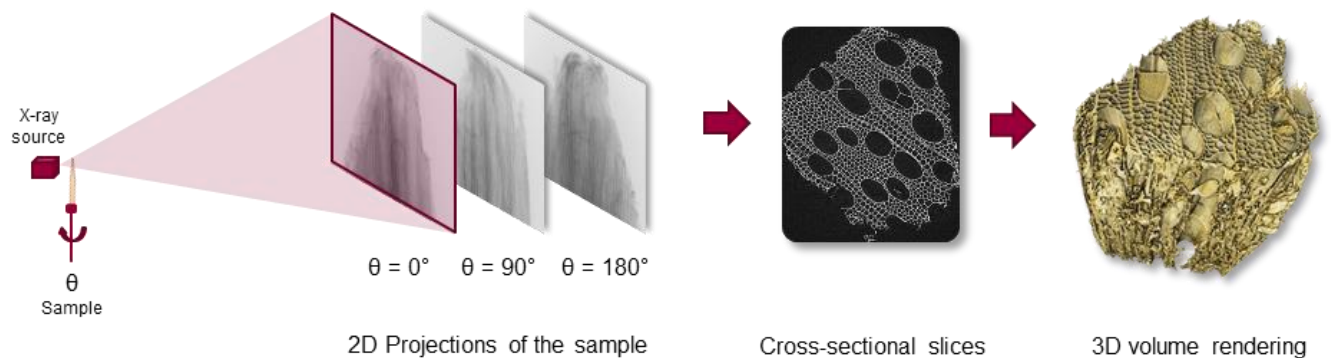 X-ray
source
θ
Sample
θ = 0° θ = 90° θ = 180°
2D Projections of the sample
Cross-sectional slices
3D volume rendering